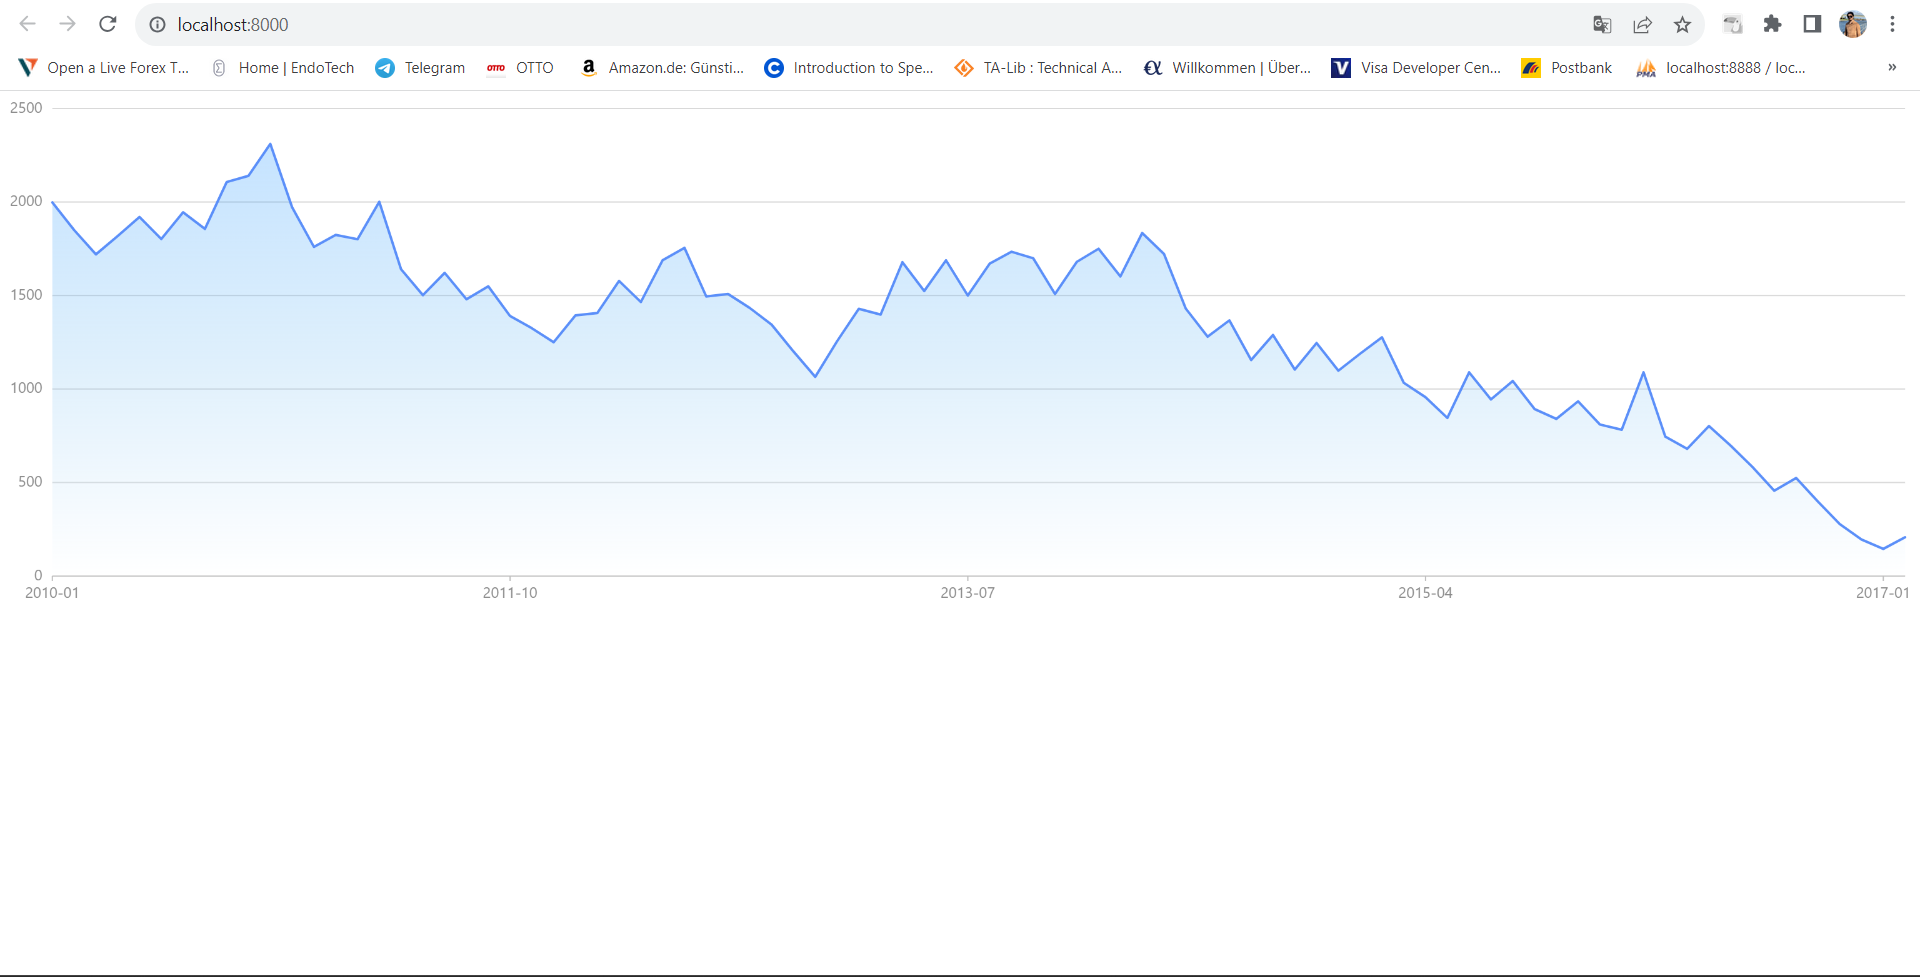 localhost:8000
Open a Live Forex T... Home | EndoTech Telegram OTTO OTTO Amazon.de: Günsti... Introduction to Spe... TA-Lib : Technical A... Willkommen | Über... Visa Developer Cen... Postbank PMA localhost:8888 / loc... »
2500
2000
1500
1000
500
0
2010-01 2011-10 2013-07 2015-04 2017-01